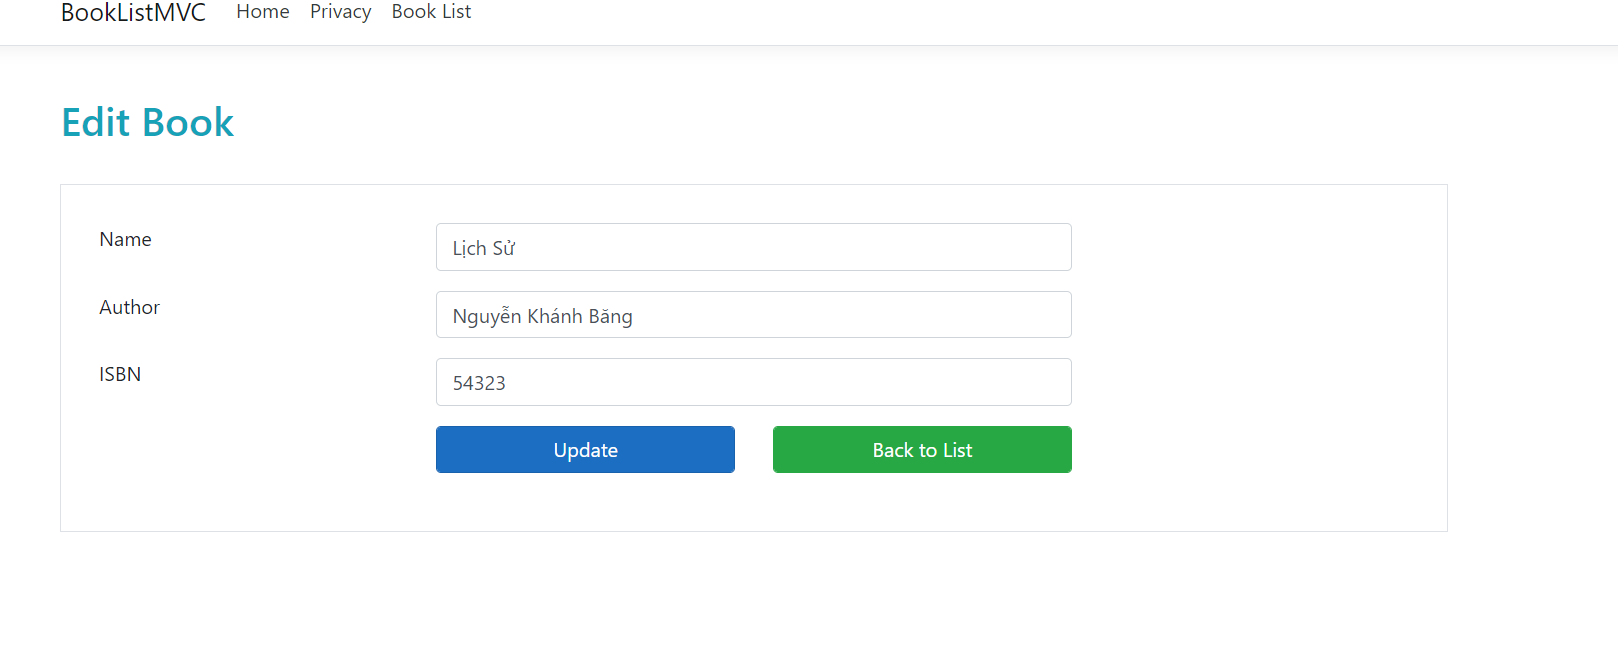 BookListMVC Home Privacy Book List
Edit Book
Name Lịch Sử
Author Nguyễn Khánh Băng
ISBN 54323
Update Back to List